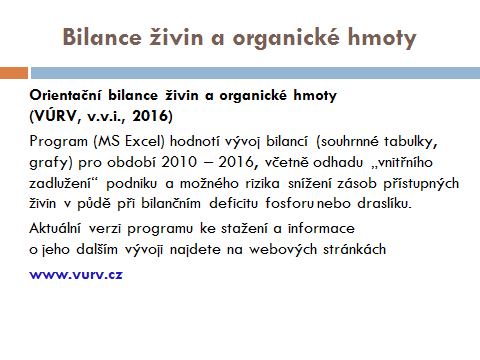 Bilance živin a organické hmoty
Orientační bilance živin a organické hmoty
(VÚRV, v.v.i., 2016)
Program (MS Excel) hodnotí vývoj bilancí (souhrnné tabulky,
grafy) pro období 2010 – 2016, včetně odhadu „vnitřního
zadlužení“ podniku a možného rizika snížení zásob přístupných
živin v půdě při bilančním deficitu fosforu nebo draslíku.
Aktuální verzi programu ke stažení a informace
o jeho dalším vývoji najdete na webových stránkách
www.vurv.cz